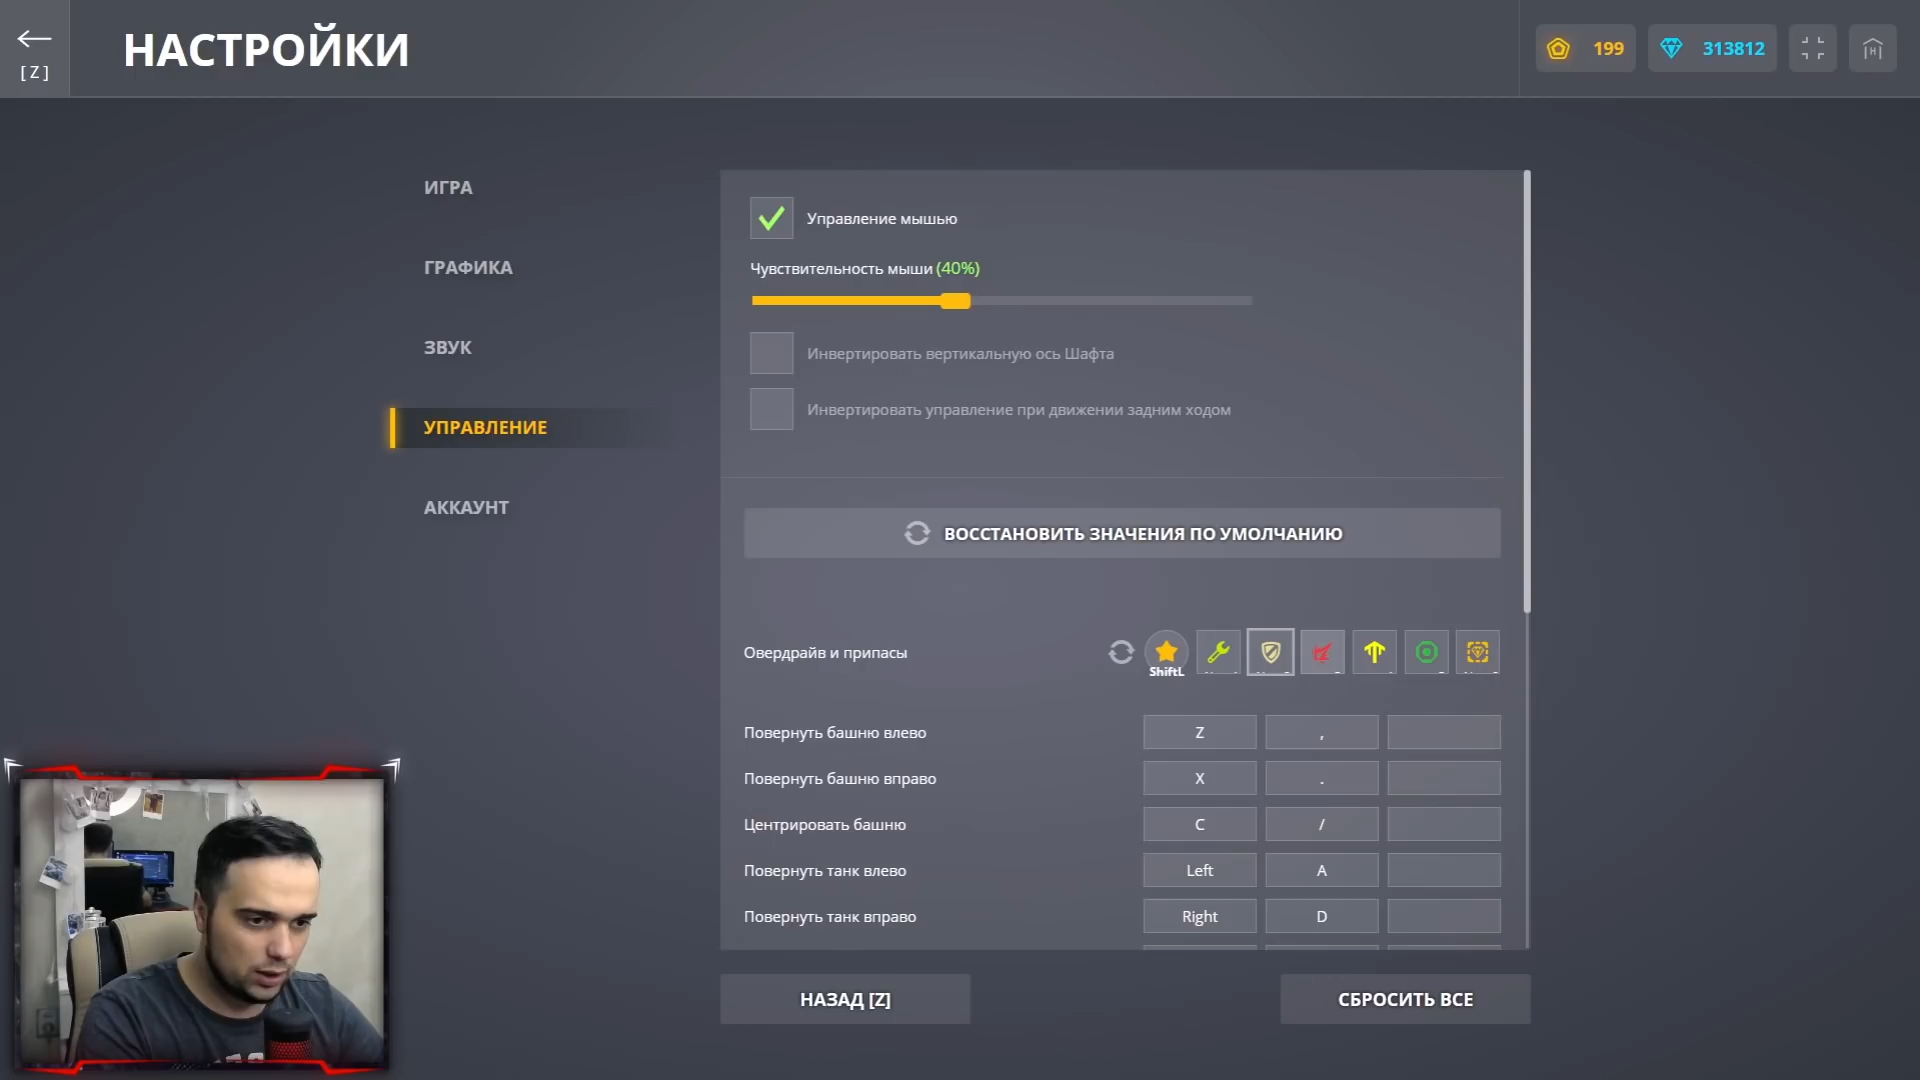 [Z]
НАСТРОЙКИ
199
313812
ИГРА
ГРАФИКА
ЗВУК
УПРАВЛЕНИЕ
АККАУНТ
Управление мышью
Чувствительность мыши (40%)
Инвертировать вертикальную ось Шафта
Инвертировать управление при движении задним ходом
ВОССТАНОВИТЬ ЗНАЧЕНИЯ ПО УМОЛЧАНИЮ
Овердрайв и припасы
ShiftL
Повернуть башню влево Z ,
Повернуть башню вправо X .
Центрировать башню C /
Повернуть танк влево Left A
Повернуть танк вправо Right D
НАЗАД [Z]
СБРОСИТЬ ВСЕ